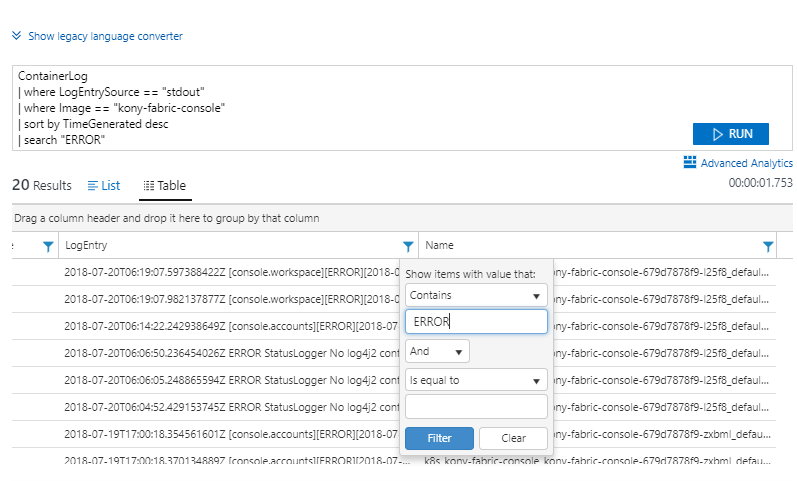 Show legacy language converter
ContainerLog
| where LogEntrySource == "stdout"
| where Image == "kony-fabric-console"
| sort by TimeGenerated desc
| search "ERROR"
RUN
Advanced Analytics
20 Results List Table 00:00:01.753
Drag a column header and drop it here to group by that column
LogEntry Name
Show items with value that:
Contains
ERROR
And
Is equal to
Filter Clear
2018-07-20T06:19:07.597388422Z [console.workspace][ERROR][2018-0 ony-fabric-console-679d7878f9-l25f8_defaul...
2018-07-20T06:19:07.982137877Z [console.workspace][ERROR][2018-0 ony-fabric-console-679d7878f9-l25f8_defaul...
2018-07-20T06:14:22.242938649Z [console.accounts][ERROR][2018-07 ony-fabric-console-679d7878f9-l25f8_defaul...
2018-07-20T06:06:50.236454026Z ERROR StatusLogger No log4j2 cont ony-fabric-console-679d7878f9-l25f8_defaul...
2018-07-20T06:06:05.248865594Z ERROR StatusLogger No log4j2 cont ony-fabric-console-679d7878f9-l25f8_defaul...
2018-07-20T06:04:52.429153745Z ERROR StatusLogger No log4j2 cont ony-fabric-console-679d7878f9-l25f8_defaul...
2018-07-19T17:00:18.354561601Z [console.accounts][ERROR][2018-07- ony-fabric-console-679d7878f9-zxbml_defau...
2018-07-19T17:00:18.370134889Z [console.accounts][ERROR][2018-07-... k8s_kony-fabric-console_kony-fabric-console-679d7878f9-zxbml_defau...